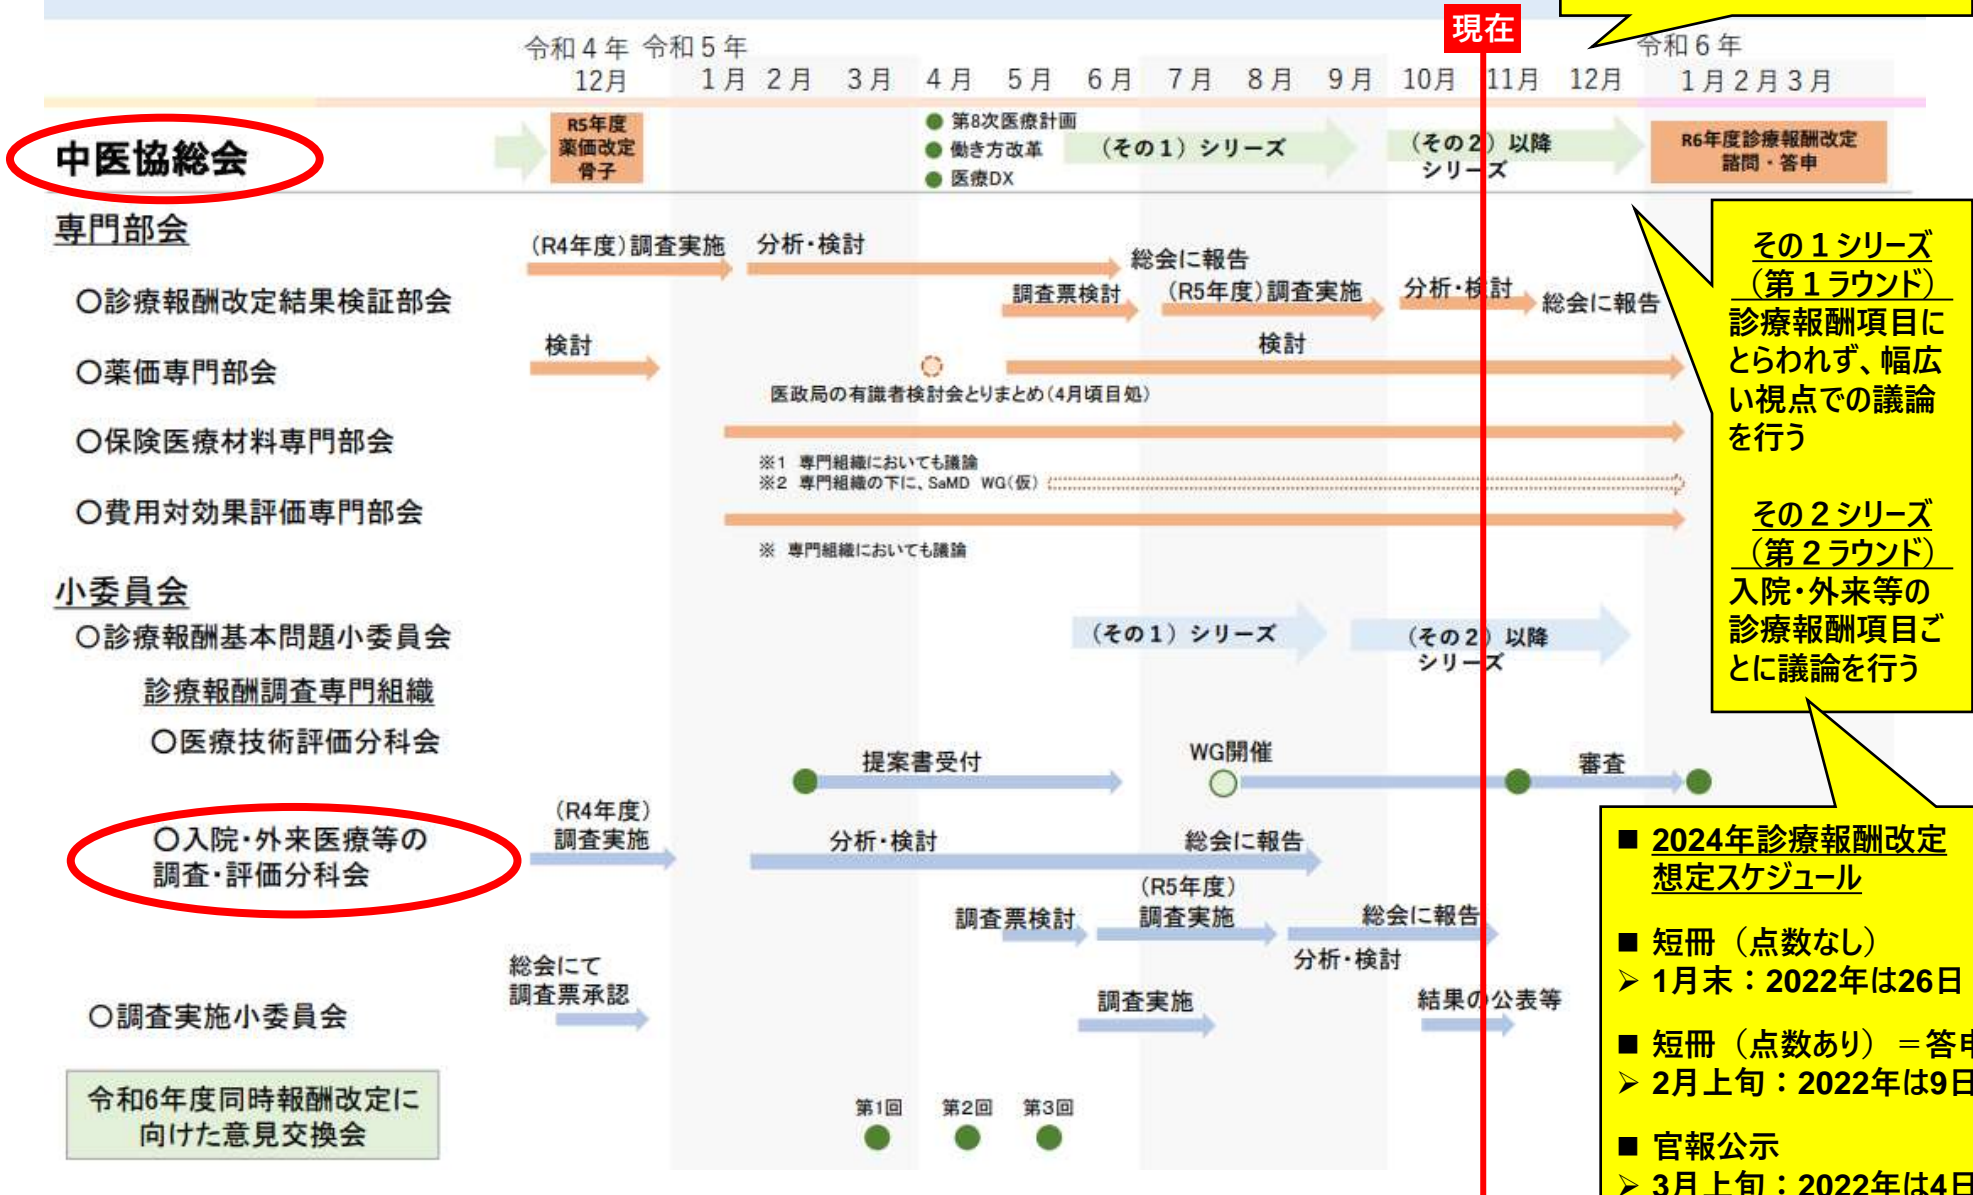 現在
令和４年 令和５年 令和６年
12月 １月 ２月 ３月 ４月 ５月 ６月 ７月 ８月 ９月 10月 11月 12月 １月２月３月
中医協総会
R5年度
薬価改定
骨子
● 第8次医療計画
● 働き方改革
● 医療DX
（その１）シリーズ
（その２）以降
シリーズ
R6年度診療報酬改定
諮問・答申
専門部会
〇診療報酬改定結果検証部会
（R4年度）調査実施
分析・検討
総会に報告
調査票検討
（R5年度）調査実施
分析・検討
総会に報告
〇薬価専門部会
検討
検討
医政局の有識者検討会とりまとめ（4月頃目処）
〇保険医療材料専門部会
※1 専門組織においても議論
※2 専門組織の下に、SaMD WG（仮）
〇費用対効果評価専門部会
※ 専門組織においても議論
小委員会
〇診療報酬基本問題小委員会
（その１）シリーズ
（その２）以降
シリーズ
診療報酬調査専門組織
〇医療技術評価分科会
提案書受付
WG開催
審査
〇入院・外来医療等の
調査・評価分科会
（R4年度）
調査実施
分析・検討
総会に報告
調査票検討
（R5年度）
調査実施
総会に報告
分析・検討
〇調査実施小委員会
総会にて
調査票承認
調査実施
結果の公表等
令和6年度同時報酬改定に
向けた意見交換会
第1回 第2回 第3回
その１シリーズ
（第１ラウンド）
診療報酬項目に
とらわれず、幅広
い視点での議論
を行う
その２シリーズ
（第２ラウンド）
入院・外来等の
診療報酬項目ご
とに議論を行う
■ 2024年診療報酬改定
想定スケジュール
■ 短冊（点数なし）
➢ 1月末：2022年は26日
■ 短冊（点数あり）＝答申
➢ 2月上旬：2022年は9日
■ 官報公示
➢ 3月上旬：2022年は4日